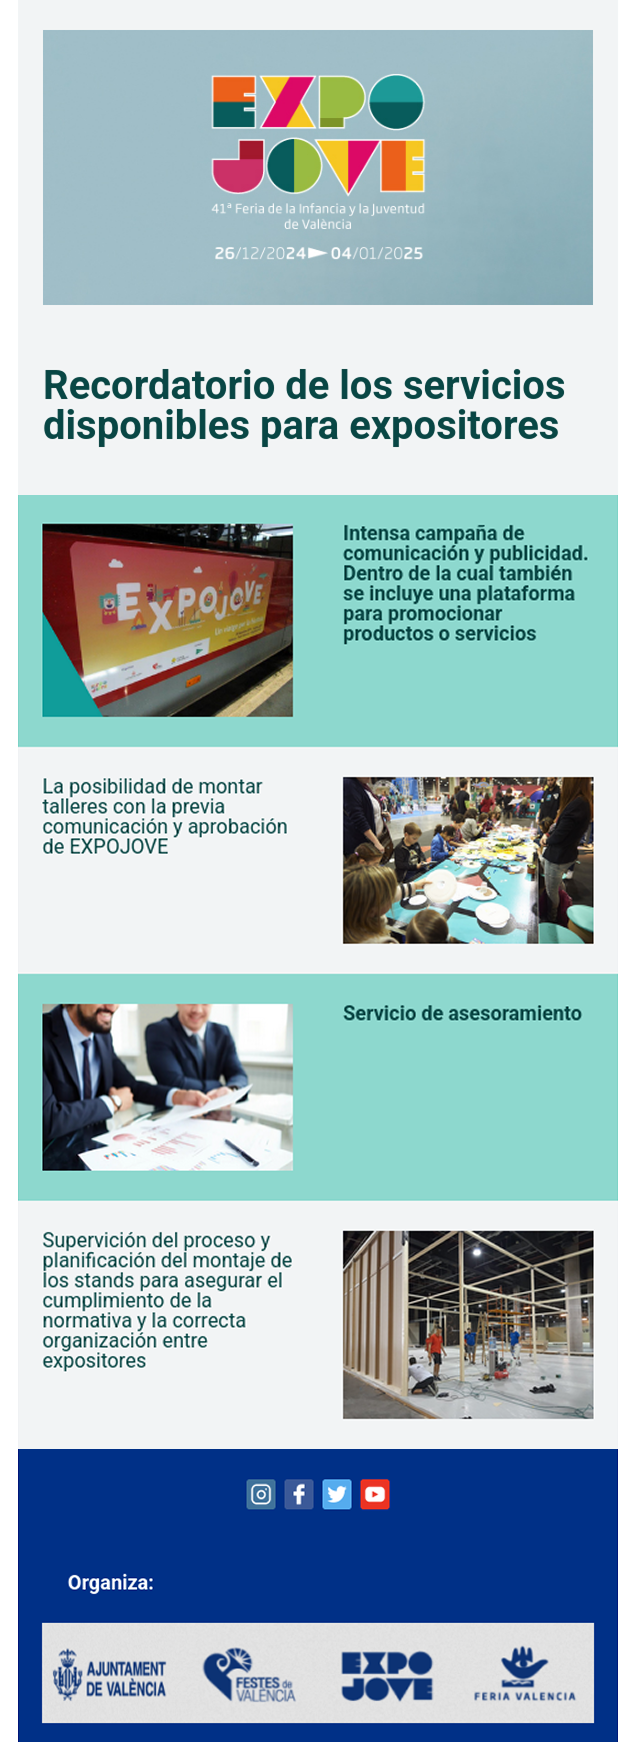 EXPO
JOVE
41ª Feria de la Infancia y la Juventud
de València
26/12/2024 ► 04/01/2025
Recordatorio de los servicios
disponibles para expositores
EXPOJOVE
Intensa campaña de
comunicación y publicidad.
Dentro de la cual también
se incluye una plataforma
para promocionar
productos o servicios
La posibilidad de montar
talleres con la previa
comunicación y aprobación
de EXPOJOVE
Servicio de asesoramiento
Supervición del proceso y
planificación del montaje de
los stands para asegurar el
cumplimiento de la
normativa y la correcta
organización entre
expositores
Organiza:
AJUNTAMENT
DE VALÈNCIA
FESTES de
VALÈNCIA
EXPO
JOVE
FERIA VALENCIA